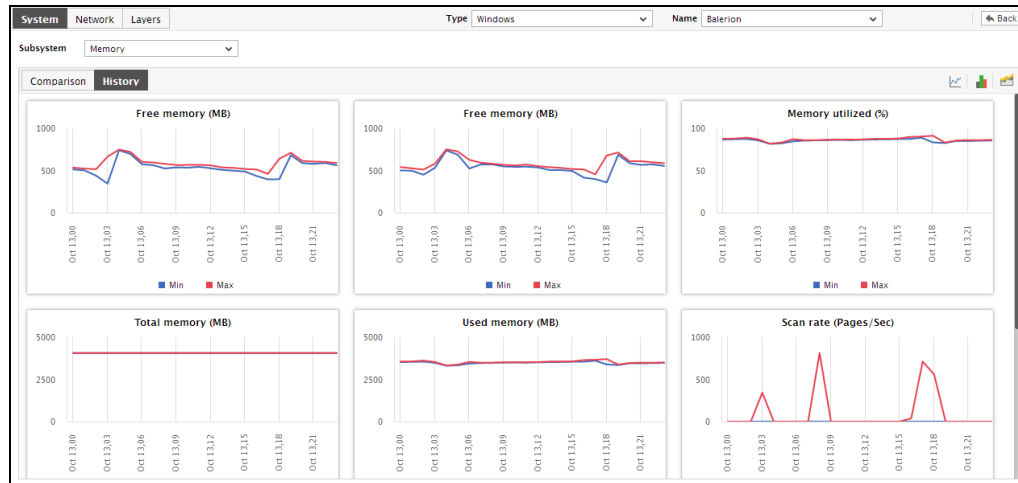 System Network Layers Type Windows Name Balerion Back
Subsystem Memory
Comparison History
Free memory (MB)
1000
500
0
Oct 13,00
Oct 13,03
Oct 13,06
Oct 13,09
Oct 13,12
Oct 13,15
Oct 13,18
Oct 13,21
Min Max
Free memory (MB)
1000
500
0
Oct 13,00
Oct 13,03
Oct 13,06
Oct 13,09
Oct 13,12
Oct 13,15
Oct 13,18
Oct 13,21
Min Max
Memory utilized (%)
100
50
0
Oct 13,00
Oct 13,03
Oct 13,06
Oct 13,09
Oct 13,12
Oct 13,15
Oct 13,18
Oct 13,21
Min Max
Total memory (MB)
5000
2500
0
Oct 13,00
Oct 13,03
Oct 13,06
Oct 13,09
Oct 13,12
Oct 13,15
Oct 13,18
Oct 13,21
Used memory (MB)
5000
2500
0
Oct 13,00
Oct 13,03
Oct 13,06
Oct 13,09
Oct 13,12
Oct 13,15
Oct 13,18
Oct 13,21
Scan rate (Pages/Sec)
1000
500
0
Oct 13,00
Oct 13,03
Oct 13,06
Oct 13,09
Oct 13,12
Oct 13,15
Oct 13,18
Oct 13,21